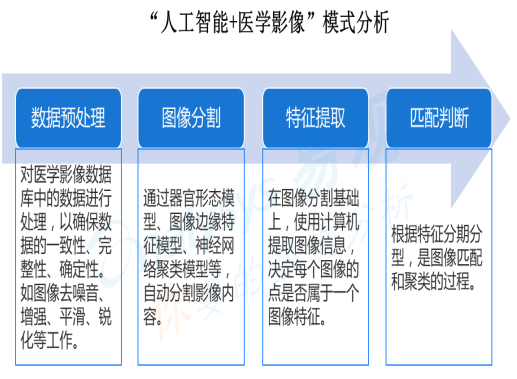 “人工智能+医学影像”模式分析
数据预处理
图像分割
特征提取
匹配判断
对医学影像数据
库中的数据进行
处理，以确保数
据的一致性、完
整性、确定性。
如图像去噪音、
增强、平滑、锐
化等工作。
通过器官形态模
型、图像边缘特
征模型、神经网
络聚类模型等，
自动分割影像内
容。
在图像分割基础
上，使用计算机
提取图像信息，
决定每个图像的
点是否属于一个
图像特征。
根据特征分期分
型，是图像匹配
和聚类的过程。